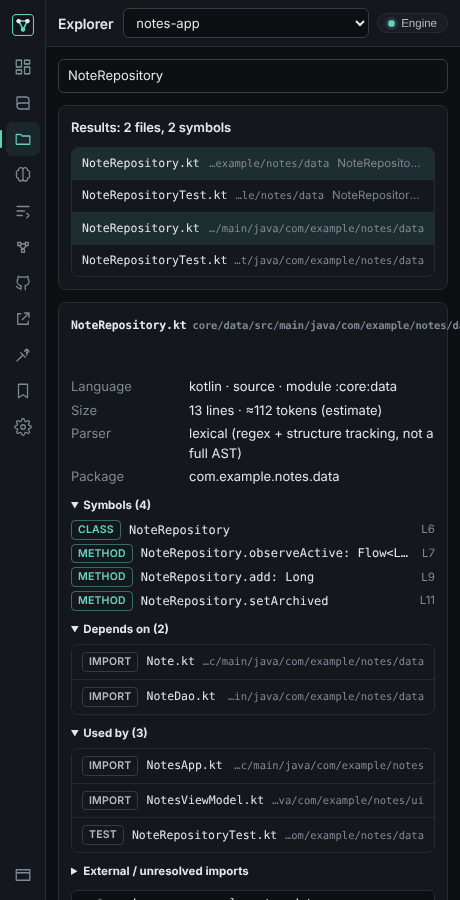 Explorer notes-app Engine
NoteRepository
Results: 2 files, 2 symbols
NoteRepository.kt …example/notes/data NoteReposito…
NoteRepositoryTest.kt …le/notes/data NoteRepositor…
NoteRepository.kt …/main/java/com/example/notes/data
NoteRepositoryTest.kt …t/java/com/example/notes/data
NoteRepository.kt core/data/src/main/java/com/example/notes/da
Language kotlin · source · module :core:data
Size 13 lines · ≈112 tokens (estimate)
Parser lexical (regex + structure tracking, not a
full AST)
Package com.example.notes.data
▼ Symbols (4)
CLASS NoteRepository L6
METHOD NoteRepository.observeActive: Flow<L… L7
METHOD NoteRepository.add: Long L9
METHOD NoteRepository.setArchived L11
▼ Depends on (2)
IMPORT Note.kt …c/main/java/com/example/notes/data
IMPORT NoteDao.kt …in/java/com/example/notes/data
▼ Used by (3)
IMPORT NotesApp.kt …c/main/java/com/example/notes
IMPORT NotesViewModel.kt …va/com/example/notes/ui
TEST NoteRepositoryTest.kt …om/example/notes/data
▶ External / unresolved imports